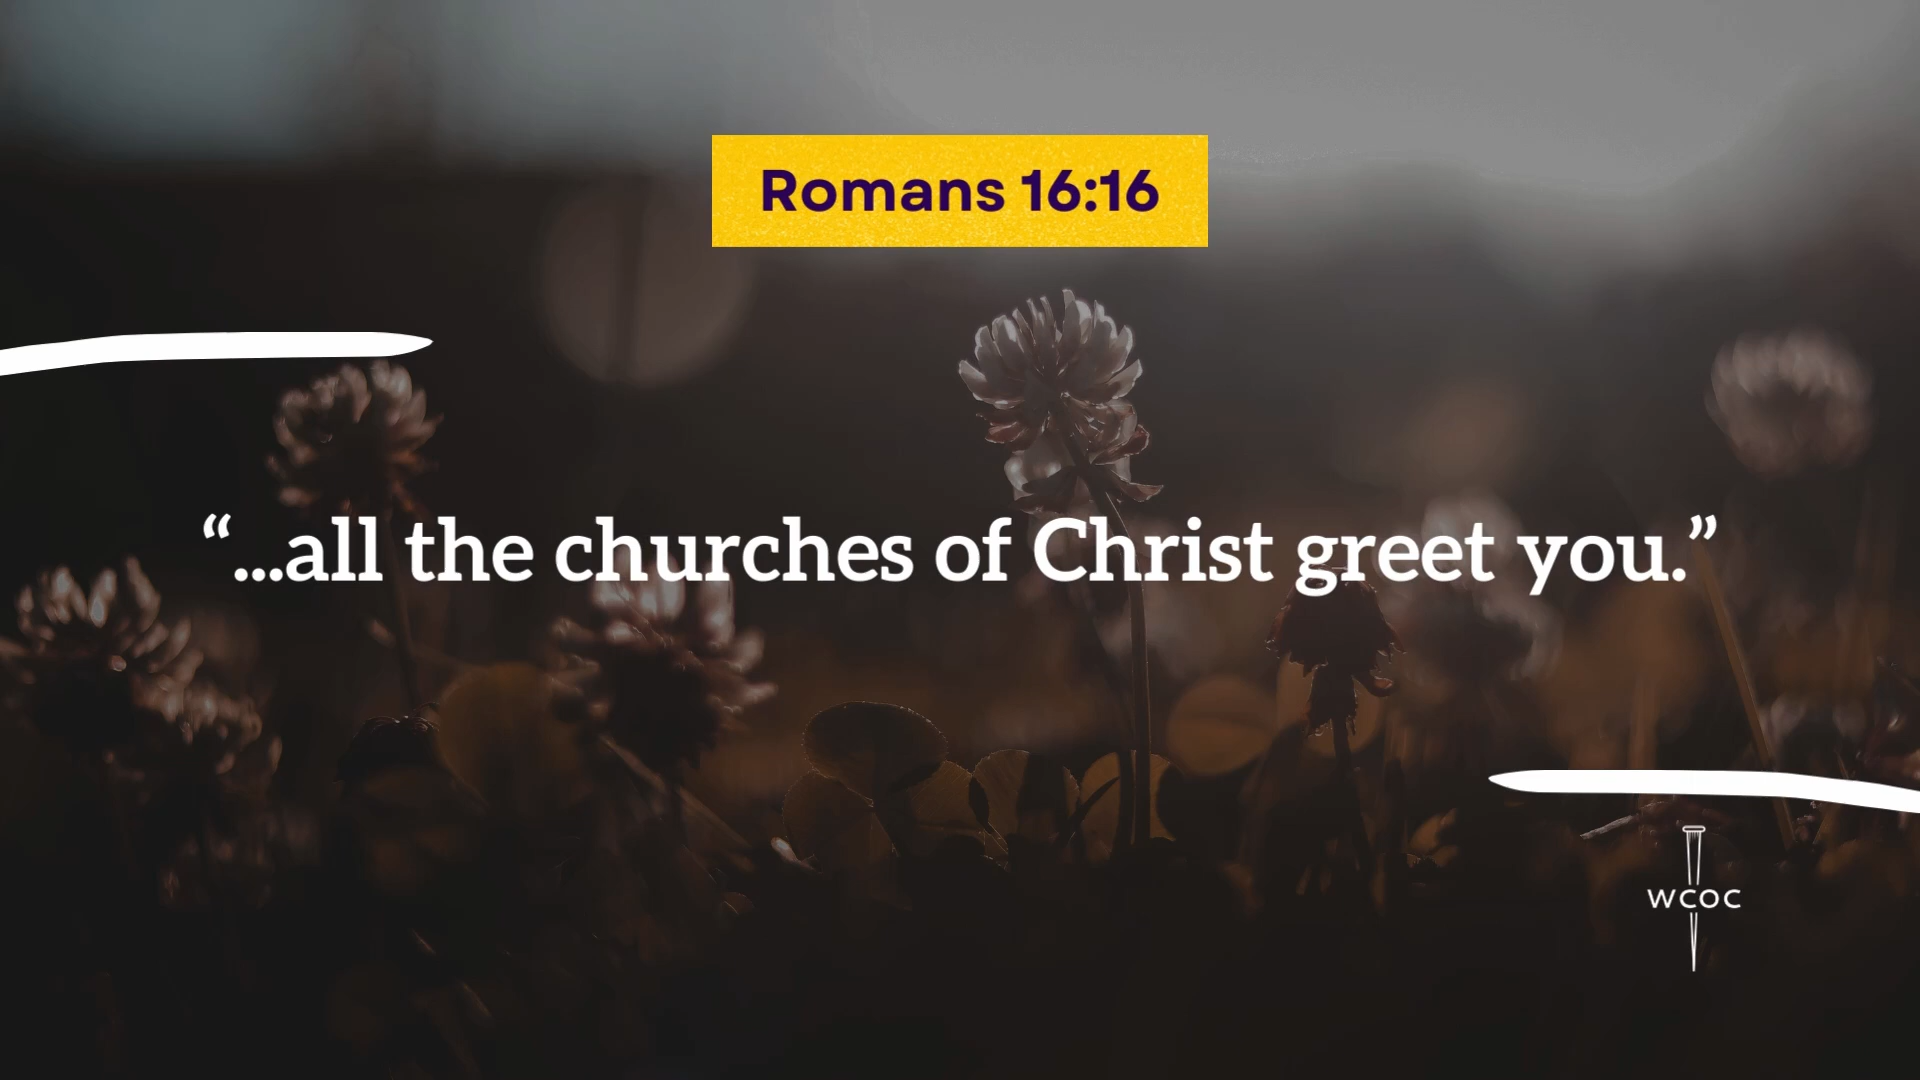 Romans 16:16
“...all the churches of Christ greet you.”
WCOC